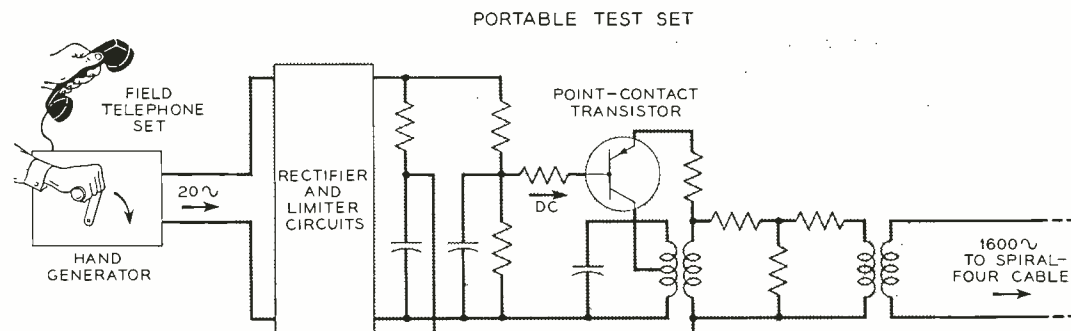 PORTABLE TEST SET
FIELD
TELEPHONE
SET
POINT-CONTACT
TRANSISTOR
20~
RECTIFIER
AND
LIMITER
CIRCUITS
DC
HAND
GENERATOR
1600~
TO SPIRAL-
FOUR CABLE